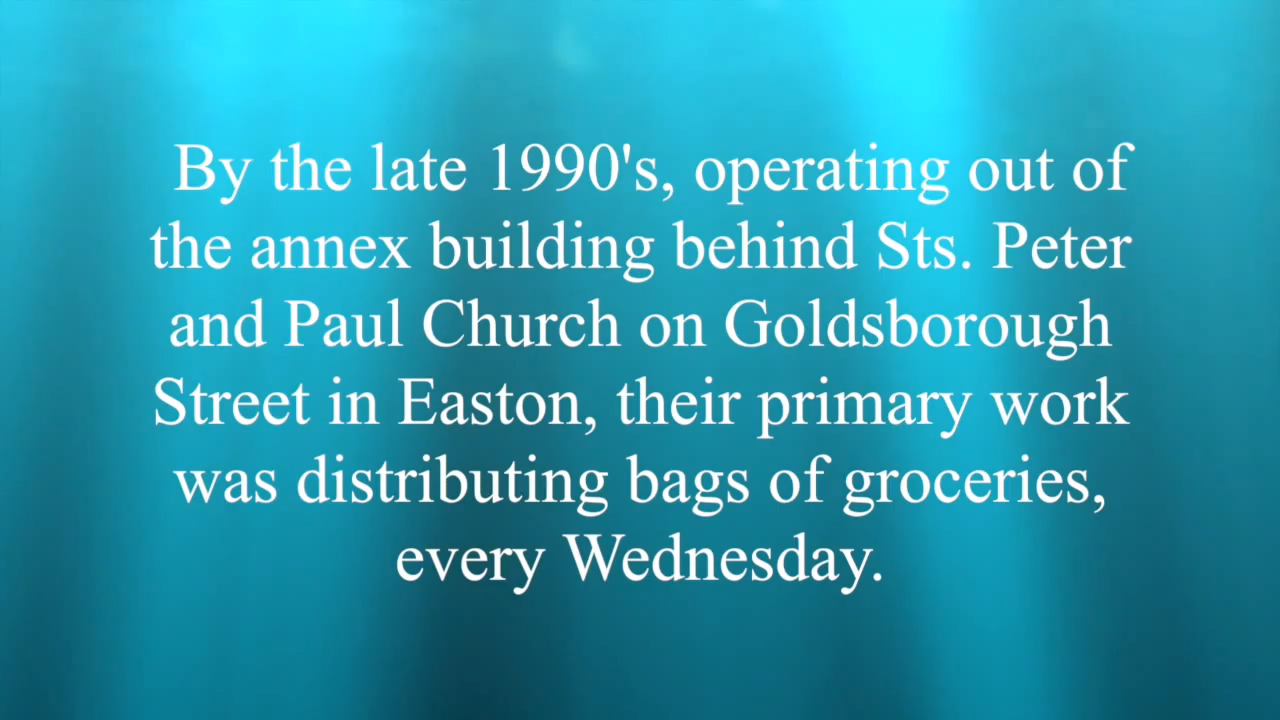 By the late 1990's, operating out of
the annex building behind Sts. Peter
and Paul Church on Goldsborough
Street in Easton, their primary work
was distributing bags of groceries,
every Wednesday.